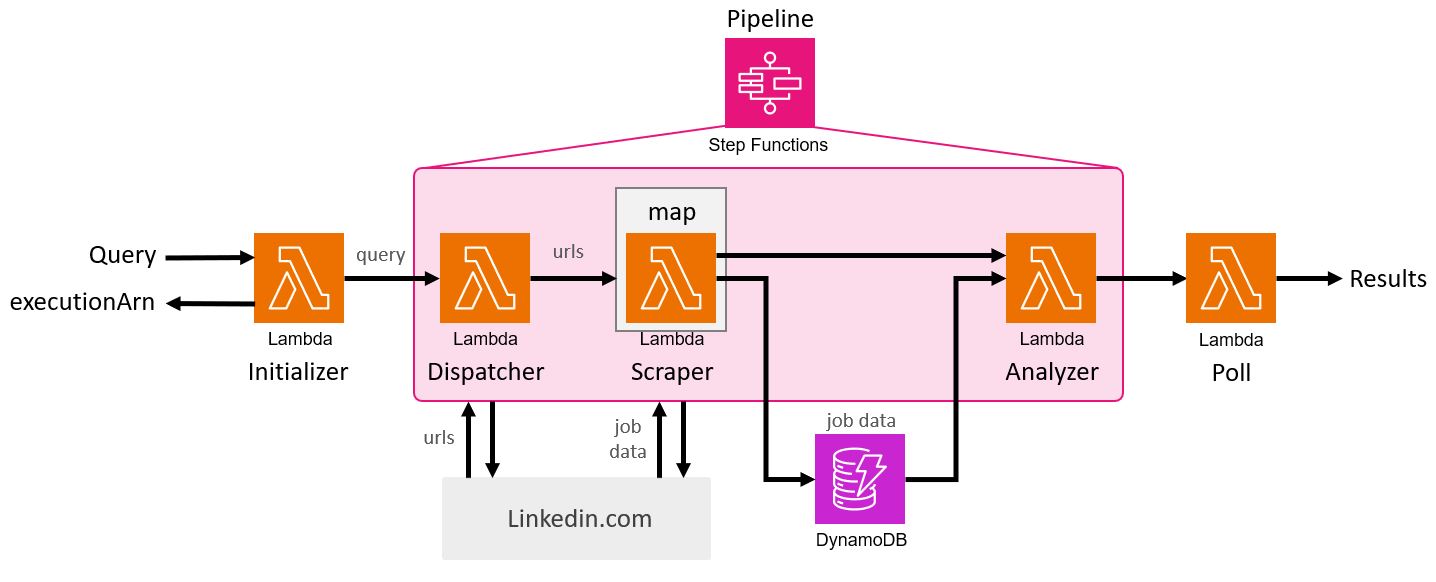 Pipeline
Step Functions
map
Query
executionArn
query
urls
Results
Lambda
Lambda
Lambda
Lambda
Lambda
Initializer
Dispatcher
Scraper
Analyzer
Poll
urls
job
data
job data
Linkedin.com
DynamoDB